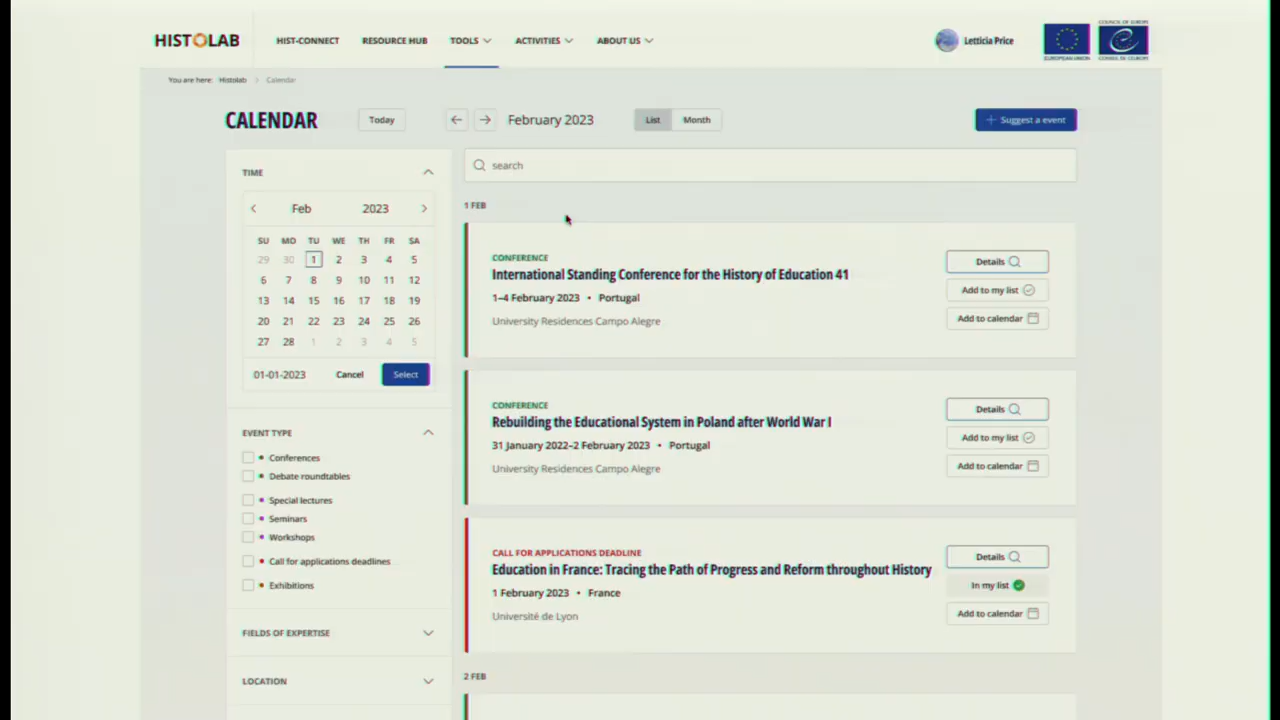 HISTOLAB
HIST-CONNECT RESOURCE HUB TOOLS ACTIVITIES ABOUT US
Letticia Price
EUROPEAN UNION
COUNCIL OF EUROPE
CONSEIL DE L'EUROPE
You are here: Histolab > Calendar
CALENDAR Today ← → February 2023 List Month + Suggest a event
TIME
< Feb 2023 >
SU MO TU WE TH FR SA
29 30 1 2 3 4 5
6 7 8 9 10 11 12
13 14 15 16 17 18 19
20 21 22 23 24 25 26
27 28 1 2 3 4 5
01-01-2023 Cancel Select
EVENT TYPE
Conferences
Debate roundtables
Special lectures
Seminars
Workshops
Call for applications deadlines
Exhibitions
FIELDS OF EXPERTISE
LOCATION
search
1 FEB
CONFERENCE
International Standing Conference for the History of Education 41
1–4 February 2023 • Portugal
University Residences Campo Alegre
Details
Add to my list
Add to calendar
CONFERENCE
Rebuilding the Educational System in Poland after World War I
31 January 2022–2 February 2023 • Portugal
University Residences Campo Alegre
Details
Add to my list
Add to calendar
CALL FOR APPLICATIONS DEADLINE
Education in France: Tracing the Path of Progress and Reform throughout History
1 February 2023 • France
Université de Lyon
Details
In my list
Add to calendar
2 FEB